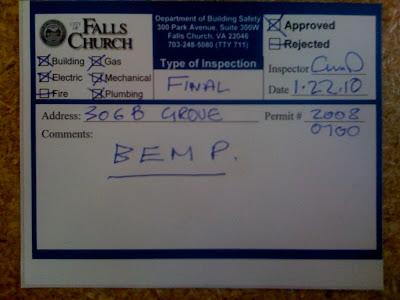 CITY OF FALLS CHURCH
Building Gas
Electric Mechanical
Fire Plumbing
Department of Building Safety
300 Park Avenue, Suite 300W
Falls Church, VA 22046
703-248-5080 (TTY 711)
Type of Inspection
FINAL
Approved
Rejected
Inspector
Date 1.22.10
Address: 306B GROVE Permit # 2008
0700
Comments:
BEMP.